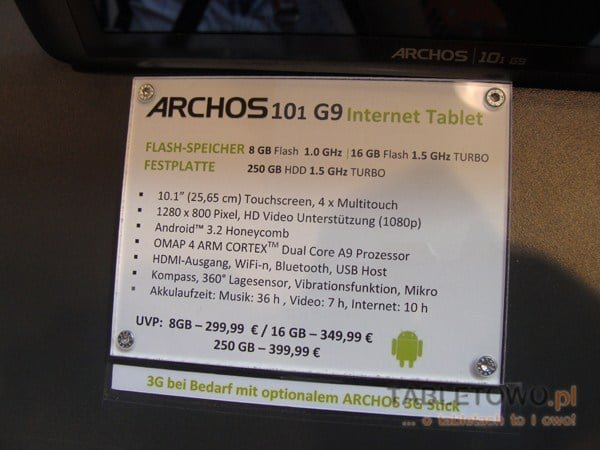 ARCHOS 101 G9
ARCHOS 101 G9 Internet Tablet
FLASH-SPEICHER 8 GB Flash 1.0 GHz | 16 GB Flash 1.5 GHz TURBO
FESTPLATTE 250 GB HDD 1.5 GHz TURBO
▪ 10.1” (25,65 cm) Touchscreen, 4 x Multitouch
▪ 1280 x 800 Pixel, HD Video Unterstützung (1080p)
▪ Android™ 3.2 Honeycomb
▪ OMAP 4 ARM CORTEX™ Dual Core A9 Prozessor
▪ HDMI-Ausgang, WiFi-n, Bluetooth, USB Host
▪ Kompass, 360° Lagesensor, Vibrationsfunktion, Mikro
▪ Akkulaufzeit: Musik: 36 h , Video: 7 h, Internet: 10 h
UVP: 8GB – 299,99 € / 16 GB – 349,99 €
250 GB – 399,99 €
3G bei Bedarf mit optionalem ARCHOS 3G Stick
TABLETOWO.pl
... o tabletach to i owo!